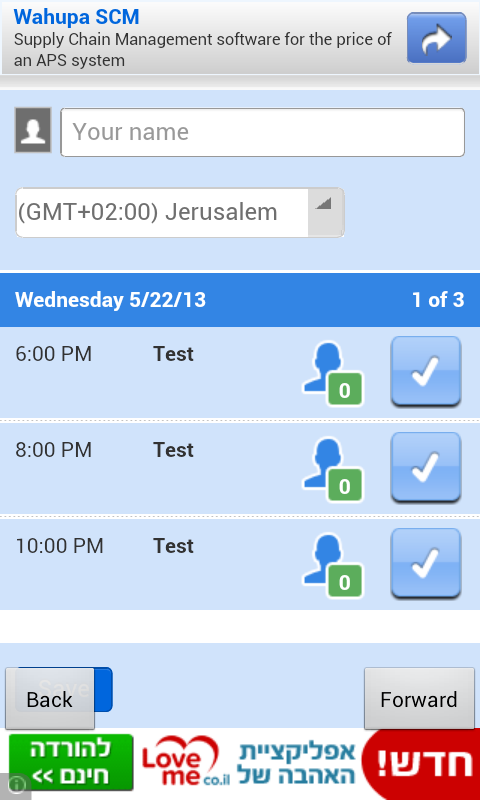 Wahupa SCM
Supply Chain Management software for the price of
an APS system
Your name
(GMT+02:00) Jerusalem
Wednesday 5/22/13 1 of 3
6:00 PM Test 0
8:00 PM Test 0
10:00 PM Test 0
Save
Back Forward
להורדה
חינם >>
Love
me.co.il
אפליקציית
האהבה של
חדש!